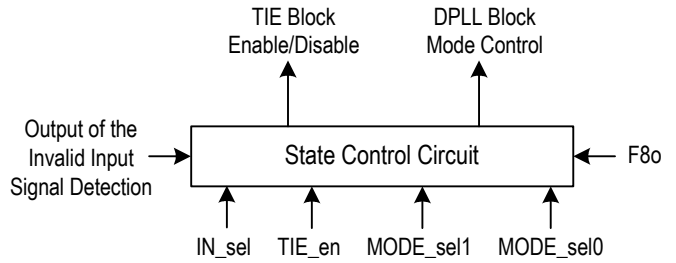 TIE Block
Enable/Disable
DPLL Block
Mode Control
Output of the
Invalid Input
Signal Detection
State Control Circuit
F8o
IN_sel
TIE_en
MODE_sel1
MODE_sel0